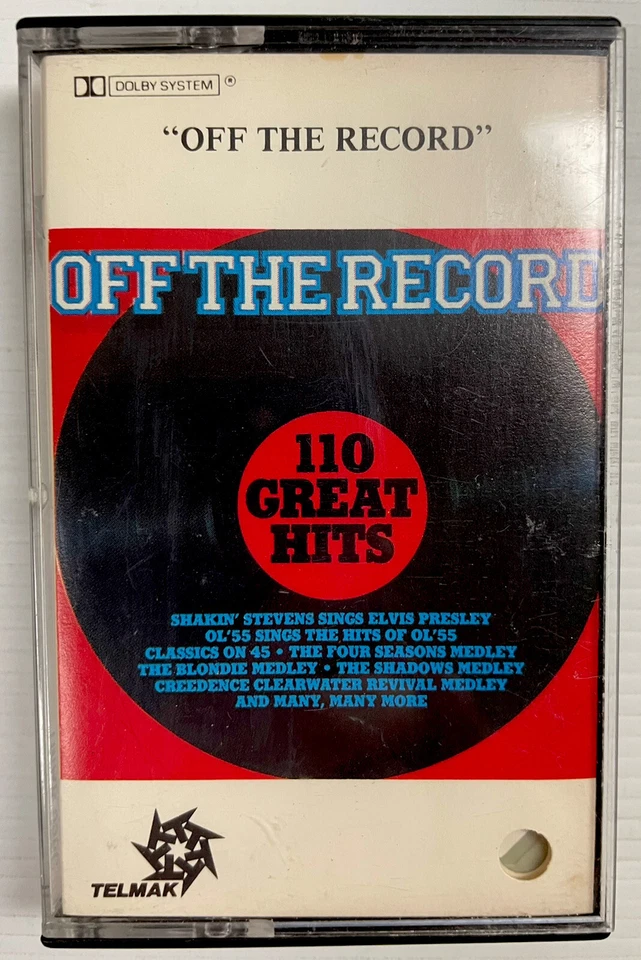 DOLBY SYSTEM ®
“OFF THE RECORD”
OFF THE RECORD
110
GREAT
HITS
SHAKIN’ STEVENS SINGS ELVIS PRESLEY
OL’55 SINGS THE HITS OF OL’55
CLASSICS ON 45 • THE FOUR SEASONS MEDLEY
THE BLONDIE MEDLEY • THE SHADOWS MEDLEY
CREEDENCE CLEARWATER REVIVAL MEDLEY
AND MANY, MANY MORE
TELMAK